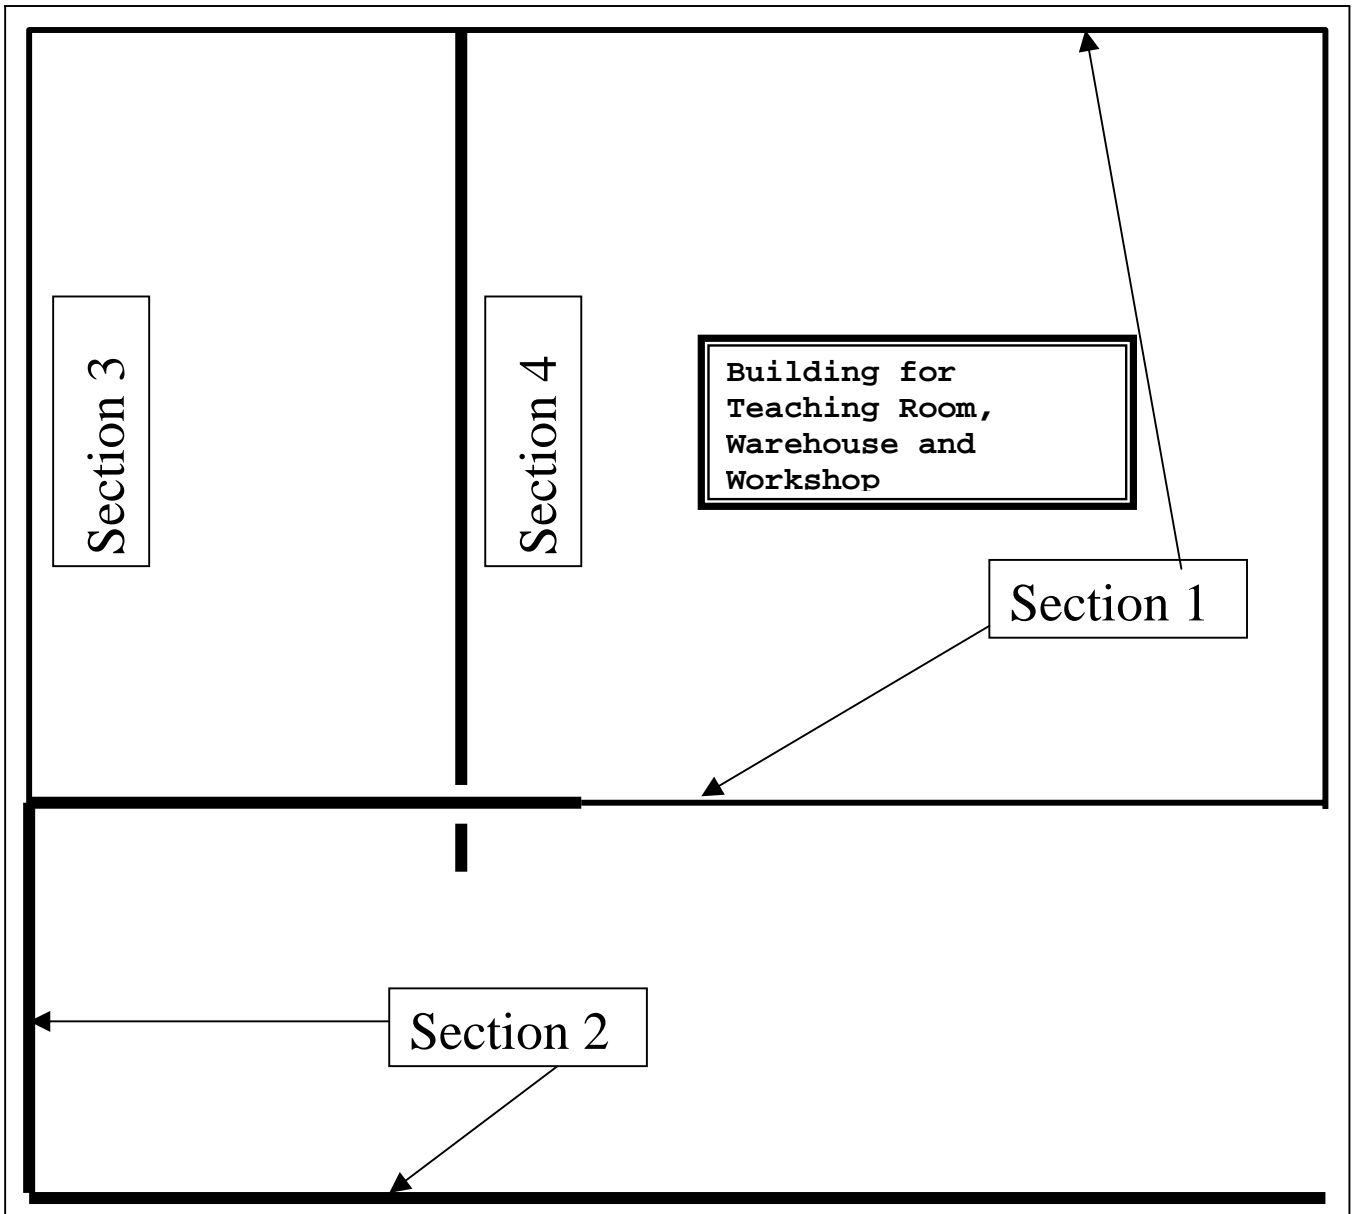 Section 3
Section 4
Building for
Teaching Room,
Warehouse and
Workshop
Section 1
Section 2